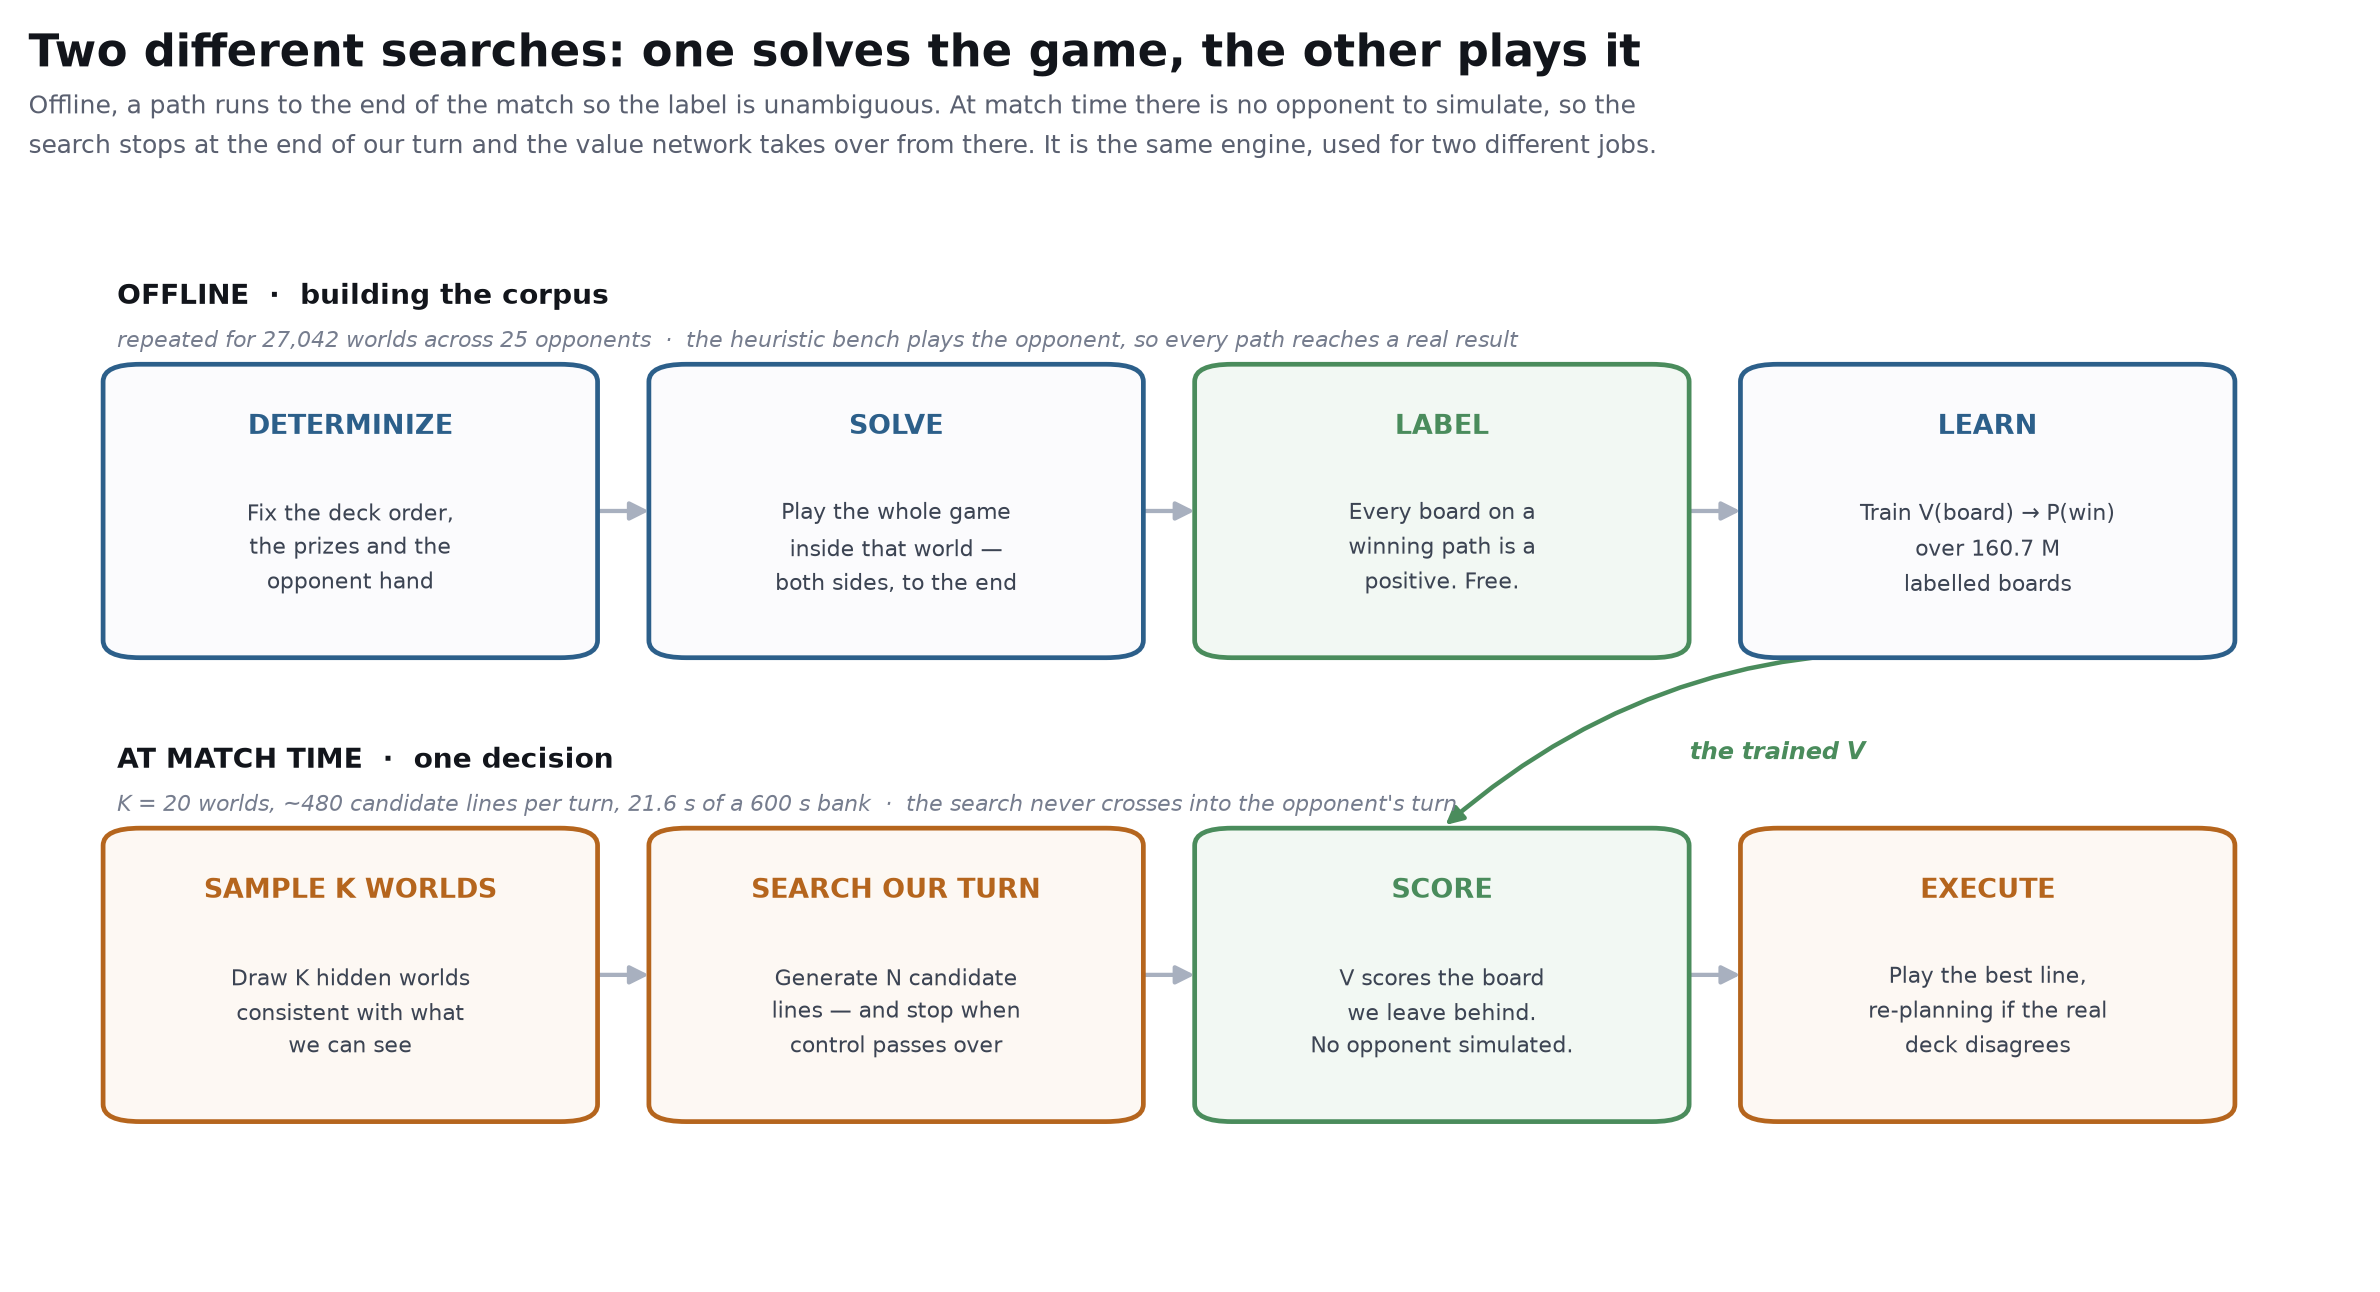 Two different searches: one solves the game, the other plays it
Offline, a path runs to the end of the match so the label is unambiguous. At match time there is no opponent to simulate, so the
search stops at the end of our turn and the value network takes over from there. It is the same engine, used for two different jobs.
OFFLINE · building the corpus
repeated for 27,042 worlds across 25 opponents · the heuristic bench plays the opponent, so every path reaches a real result
DETERMINIZE
Fix the deck order,
the prizes and the
opponent hand
SOLVE
Play the whole game
inside that world —
both sides, to the end
LABEL
Every board on a
winning path is a
positive. Free.
LEARN
Train V(board) → P(win)
over 160.7 M
labelled boards
the trained V
AT MATCH TIME · one decision
K = 20 worlds, ~480 candidate lines per turn, 21.6 s of a 600 s bank · the search never crosses into the opponent's turn
SAMPLE K WORLDS
Draw K hidden worlds
consistent with what
we can see
SEARCH OUR TURN
Generate N candidate
lines — and stop when
control passes over
SCORE
V scores the board
we leave behind.
No opponent simulated.
EXECUTE
Play the best line,
re-planning if the real
deck disagrees